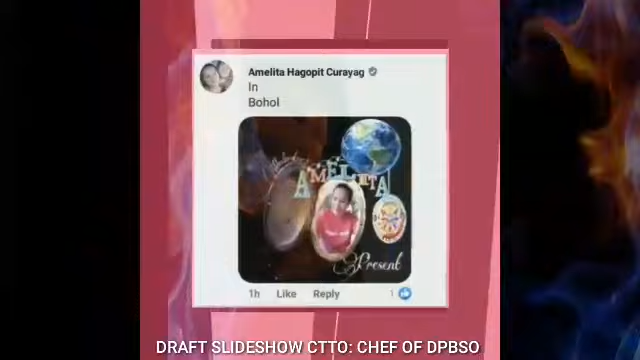 Amelita Hagopit Curayag
In
Bohol
AMELITA
Present
1h Like Reply 1
DRAFT SLIDESHOW CTTO: CHEF OF DPBSO